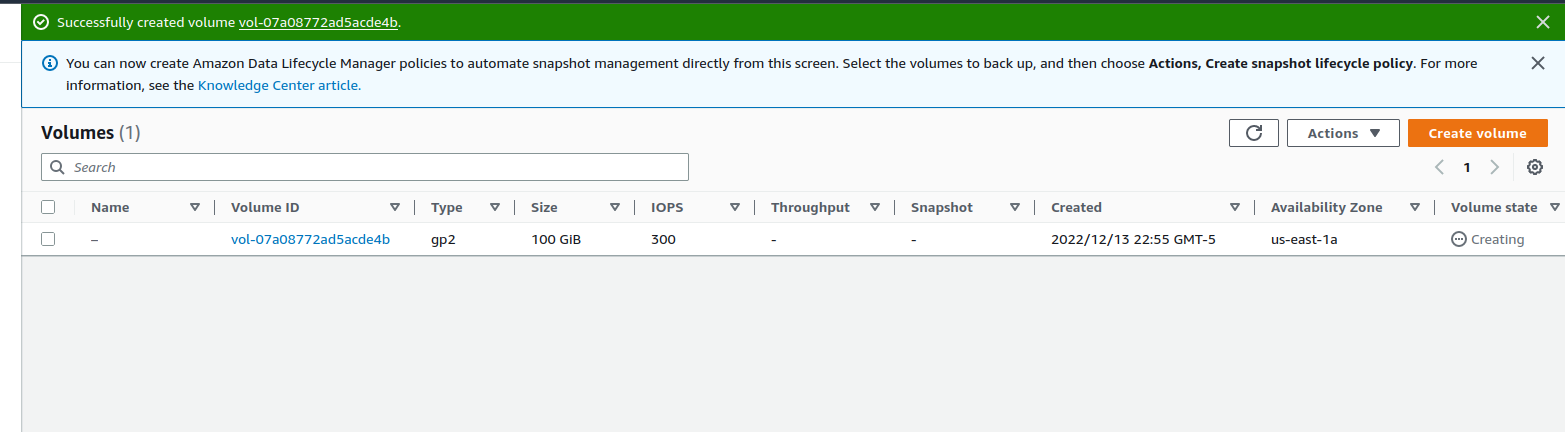 Successfully created volume vol-07a08772ad5acde4b.
You can now create Amazon Data Lifecycle Manager policies to automate snapshot management directly from this screen. Select the volumes to back up, and then choose Actions, Create snapshot lifecycle policy. For more
information, see the Knowledge Center article.
Volumes (1)
Actions
Create volume
Search
1
Name Volume ID Type Size IOPS Throughput Snapshot Created Availability Zone Volume state
– vol-07a08772ad5acde4b gp2 100 GiB 300 - - 2022/12/13 22:55 GMT-5 us-east-1a Creating